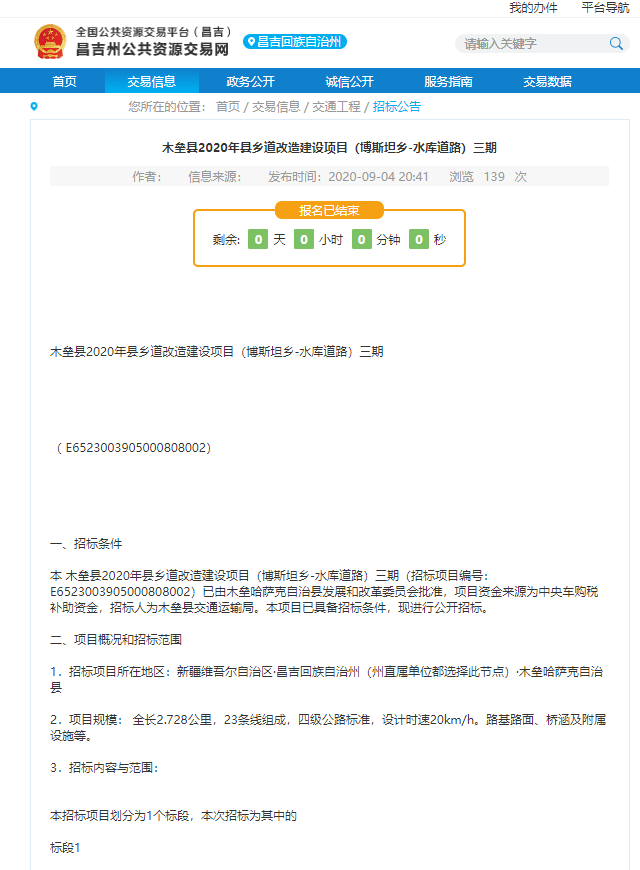 我的办件 平台导航
全国公共资源交易平台（昌吉）
昌吉州公共资源交易网
昌吉回族自治州
请输入关键字
首页 交易信息 政务公开 诚信公开 服务指南 交易数据
您所在的位置： 首页 / 交易信息 / 交通工程 / 招标公告
木垒县2020年县乡道改造建设项目（博斯坦乡-水库道路）三期
作者： 信息来源： 发布时间：2020-09-04 20:41 浏览 139 次
报名已结束
剩余: 0 天 0 小时 0 分钟 0 秒
木垒县2020年县乡道改造建设项目（博斯坦乡-水库道路）三期
（ E6523003905000808002）
一、招标条件
本 木垒县2020年县乡道改造建设项目（博斯坦乡-水库道路）三期（招标项目编号：
E6523003905000808002）已由木垒哈萨克自治县发展和改革委员会批准，项目资金来源为中央车购税
补助资金，招标人为木垒县交通运输局。本项目已具备招标条件，现进行公开招标。
二、项目概况和招标范围
1．招标项目所在地区：新疆维吾尔自治区·昌吉回族自治州（州直属单位都选择此节点）·木垒哈萨克自治
县
2．项目规模： 全长2.728公里，23条线组成，四级公路标准，设计时速20km/h。路基路面、桥涵及附属
设施等。
3．招标内容与范围：
本招标项目划分为1个标段，本次招标为其中的
标段1